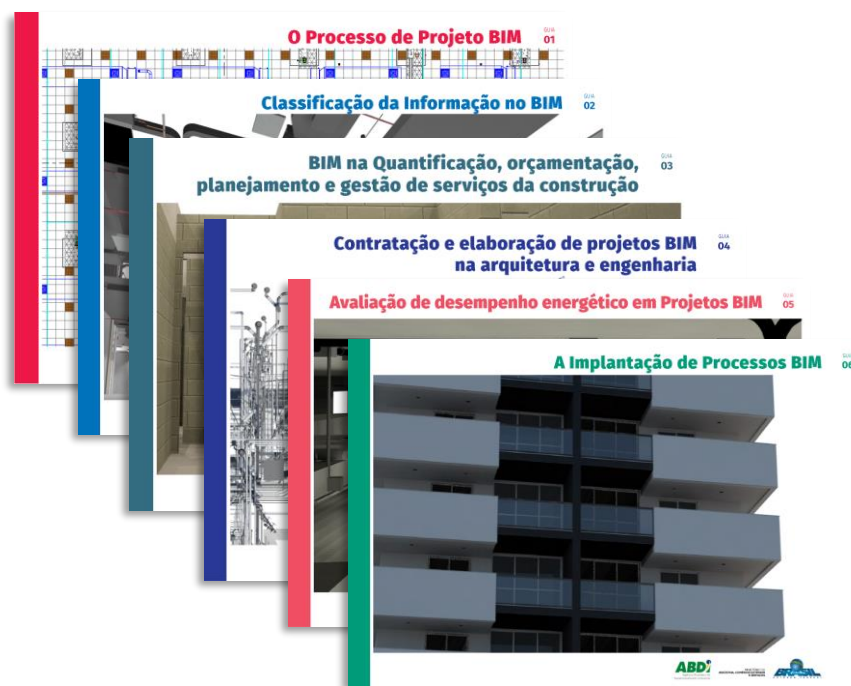 O Processo de Projeto BIM
GUIA
01
Classificação da Informação no BIM
GUIA
02
BIM na Quantificação, orçamentação,
planejamento e gestão de serviços da construção
GUIA
03
Contratação e elaboração de projetos BIM
na arquitetura e engenharia
GUIA
04
Avaliação de desempenho energético em Projetos BIM
GUIA
05
A Implantação de Processos BIM
06
ABDI
BRASIL